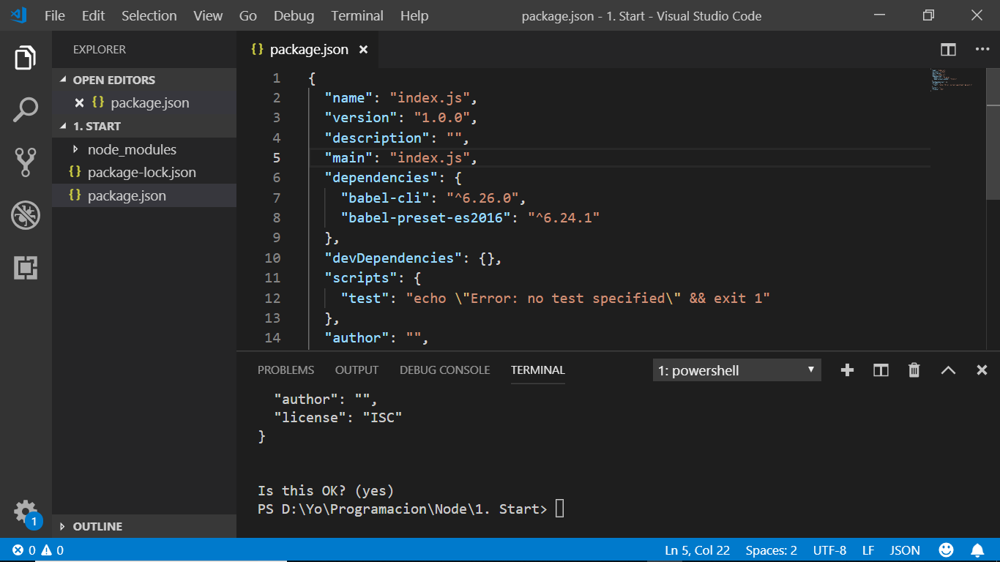 File Edit Selection View Go Debug Terminal Help package.json - 1. Start - Visual Studio Code
EXPLORER
OPEN EDITORS
{} package.json
1. START
node_modules
{} package-lock.json
{} package.json
OUTLINE
1
{} package.json
1 {
2 "name": "index.js",
3 "version": "1.0.0",
4 "description": "",
5 "main": "index.js",
6 "dependencies": {
7 "babel-cli": "^6.26.0",
8 "babel-preset-es2016": "^6.24.1"
9 },
10 "devDependencies": {},
11 "scripts": {
12 "test": "echo \"Error: no test specified\" && exit 1"
13 },
14 "author": "",
PROBLEMS OUTPUT DEBUG CONSOLE TERMINAL 1: powershell
"author": "",
"license": "ISC"
}
Is this OK? (yes)
PS D:\Yo\Programacion\Node\1. Start>
0 0 Ln 5, Col 22 Spaces: 2 UTF-8 LF JSON